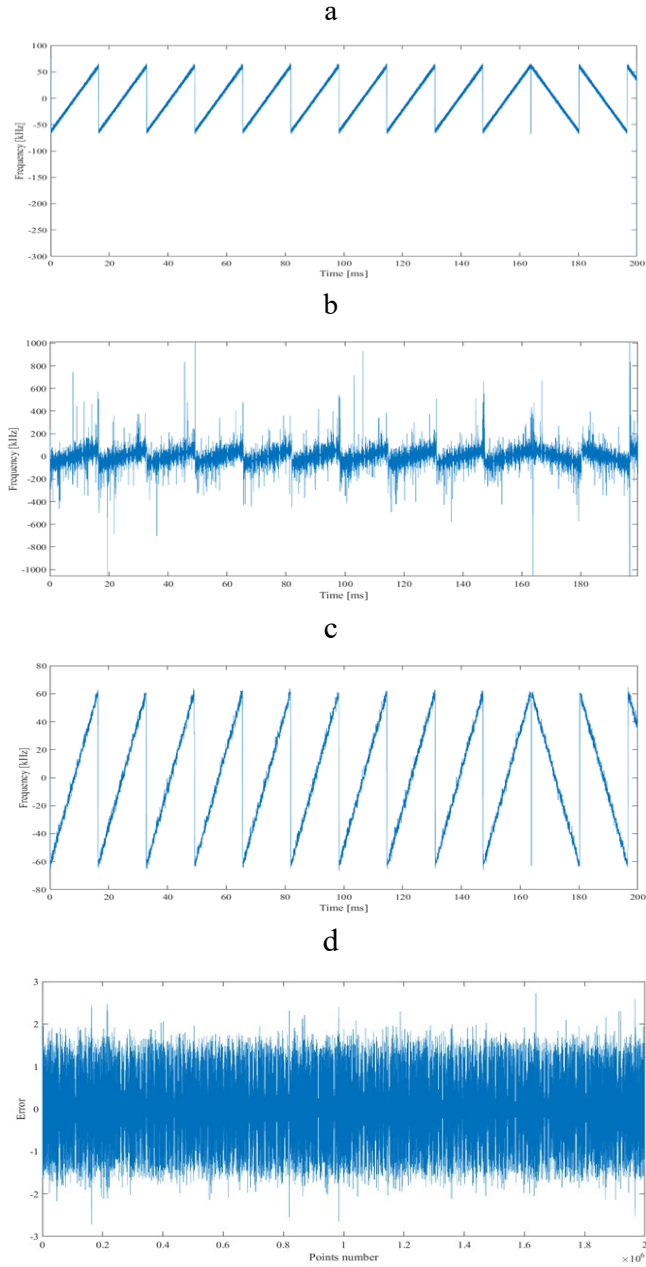 a
100
50
0
-50
-100
-150
-200
-250
-300
Frequency [kHz]
0 20 40 60 80 100 120 140 160 180 200
Time [ms]
b
1000
800
600
400
200
0
-200
-400
-600
-800
-1000
Frequency [kHz]
0 20 40 60 80 100 120 140 160 180
Time [ms]
c
80
60
40
20
0
-20
-40
-60
-80
Frequency [kHz]
0 20 40 60 80 100 120 140 160 180 200
Time [ms]
d
3
2
1
0
-1
-2
-3
Error
0 0.2 0.4 0.6 0.8 1 1.2 1.4 1.6 1.8 2
Points number
×10⁶